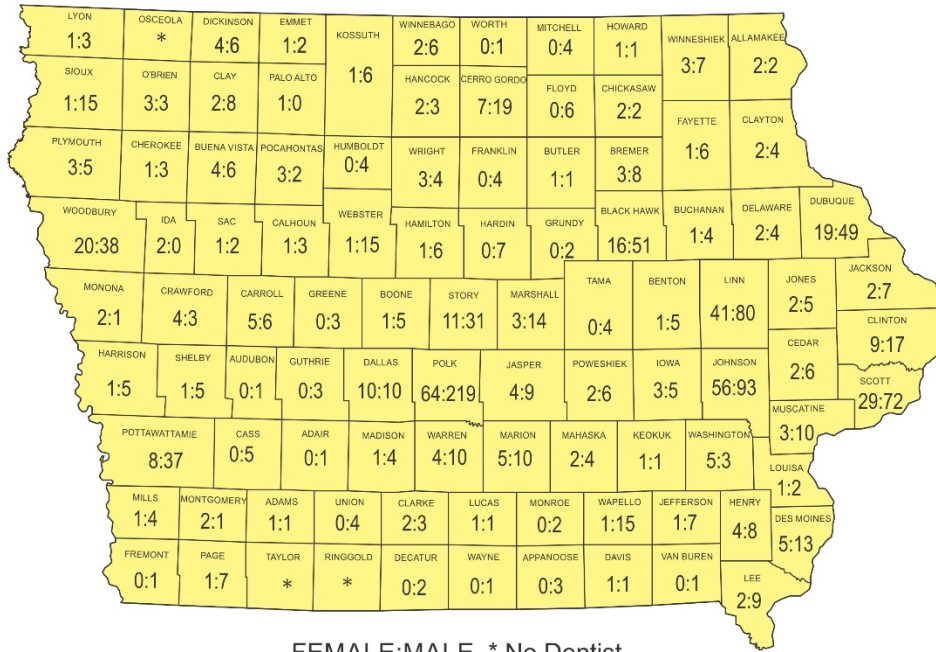 LYON
1:3
OSCEOLA
*
DICKINSON
4:6
EMMET
1:2
KOSSUTH
1:6
WINNEBAGO
2:6
WORTH
0:1
MITCHELL
0:4
HOWARD
1:1
WINNESHIEK
3:7
ALLAMAKEE
2:2
SIOUX
1:15
O'BRIEN
3:3
CLAY
2:8
PALO ALTO
1:0
HANCOCK
2:3
CERRO GORDO
7:19
FLOYD
0:6
CHICKASAW
2:2
FAYETTE
1:6
CLAYTON
2:4
PLYMOUTH
3:5
CHEROKEE
1:3
BUENA VISTA
4:6
POCAHONTAS
3:2
HUMBOLDT
0:4
WRIGHT
3:4
FRANKLIN
0:4
BUTLER
1:1
BREMER
3:8
WOODBURY
20:38
IDA
2:0
SAC
1:2
CALHOUN
1:3
WEBSTER
1:15
HAMILTON
1:6
HARDIN
0:7
GRUNDY
0:2
BLACK HAWK
16:51
BUCHANAN
1:4
DELAWARE
2:4
DUBUQUE
19:49
MONONA
2:1
CRAWFORD
4:3
CARROLL
5:6
GREENE
0:3
BOONE
1:5
STORY
11:31
MARSHALL
3:14
TAMA
0:4
BENTON
1:5
LINN
41:80
JONES
2:5
JACKSON
2:7
CLINTON
9:17
CEDAR
2:6
HARRISON
1:5
SHELBY
1:5
AUDUBON
0:1
GUTHRIE
0:3
DALLAS
10:10
POLK
64:219
JASPER
4:9
POWESHIEK
2:6
IOWA
3:5
JOHNSON
56:93
SCOTT
29:72
MUSCATINE
3:10
POTTAWATTAMIE
8:37
CASS
0:5
ADAIR
0:1
MADISON
1:4
WARREN
4:10
MARION
5:10
MAHASKA
2:4
KEOKUK
1:1
WASHINGTON
5:3
LOUISA
1:2
MILLS
1:4
MONTGOMERY
2:1
ADAMS
1:1
UNION
0:4
CLARKE
2:3
LUCAS
1:1
MONROE
0:2
WAPELLO
1:15
JEFFERSON
1:7
HENRY
4:8
DES MOINES
5:13
FREMONT
0:1
PAGE
1:7
TAYLOR
*
RINGGOLD
*
DECATUR
0:2
WAYNE
0:1
APPANOOSE
0:3
DAVIS
1:1
VAN BUREN
0:1
LEE
2:9
FEMALE:MALE * No Dentist